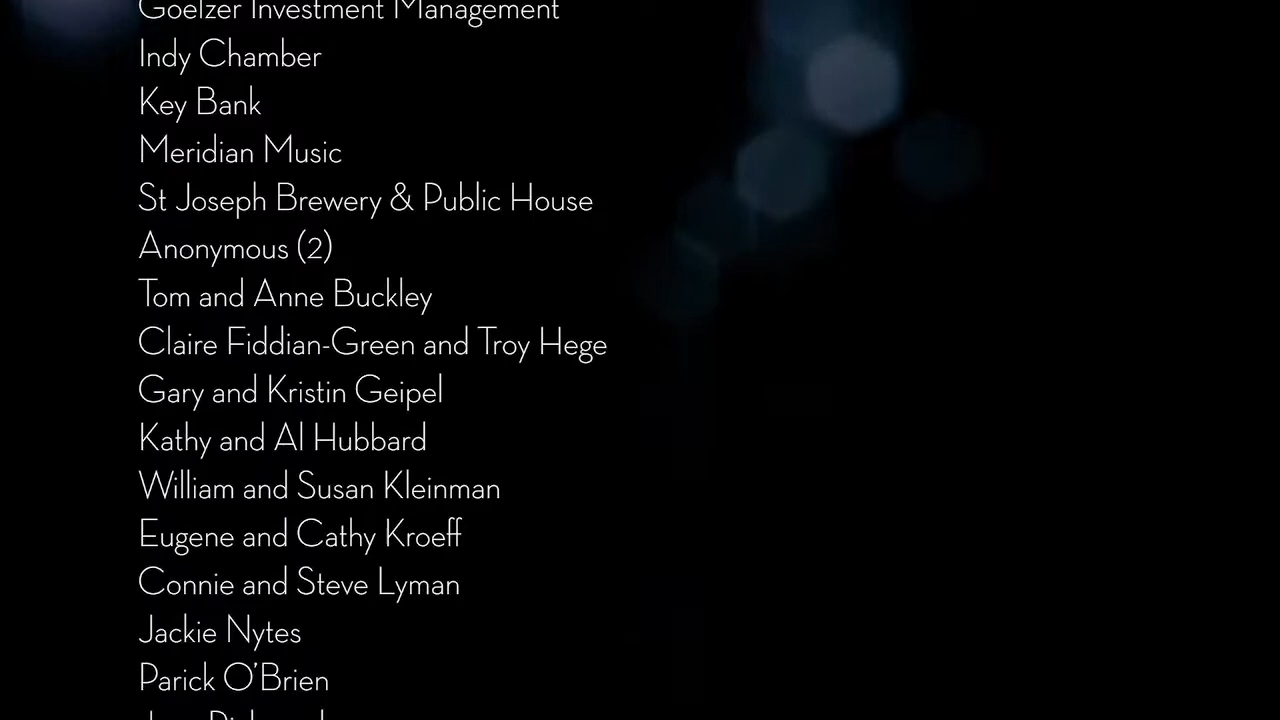 Goelzer Investment Management
Indy Chamber
Key Bank
Meridian Music
St Joseph Brewery & Public House
Anonymous (2)
Tom and Anne Buckley
Claire Fiddian-Green and Troy Hege
Gary and Kristin Geipel
Kathy and Al Hubbard
William and Susan Kleinman
Eugene and Cathy Kroeff
Connie and Steve Lyman
Jackie Nytes
Parick O'Brien